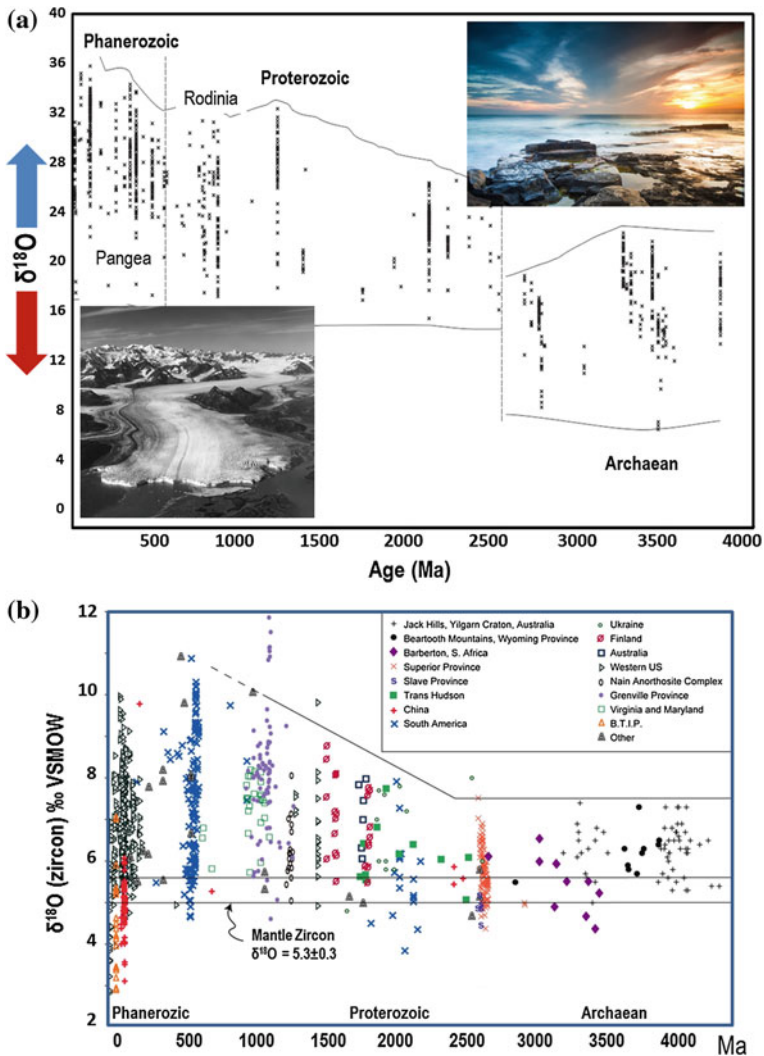 (a)
40
36
32
28
24
20
16
12
8
4
0
δ18O
Phanerozoic
Rodinia
Proterozoic
Pangea
Archaean
500
1000
1500
2000
2500
3000
3500
4000
Age (Ma)
(b)
12
10
8
6
4
2
δ18O (zircon) ‰ VSMOW
+ Jack Hills, Yilgarn Craton, Australia
Beartooth Mountains, Wyoming Province
Barberton, S. Africa
Superior Province
Slave Province
Trans Hudson
China
South America
Ukraine
Finland
Australia
Western US
Nain Anorthosite Complex
Grenville Province
Virginia and Maryland
B.T.I.P.
Other
Mantle Zircon
δ18O = 5.3±0.3
Phanerozic
Proterozoic
Archaean
0
500
1000
1500
2000
2500
3000
3500
4000
Ma